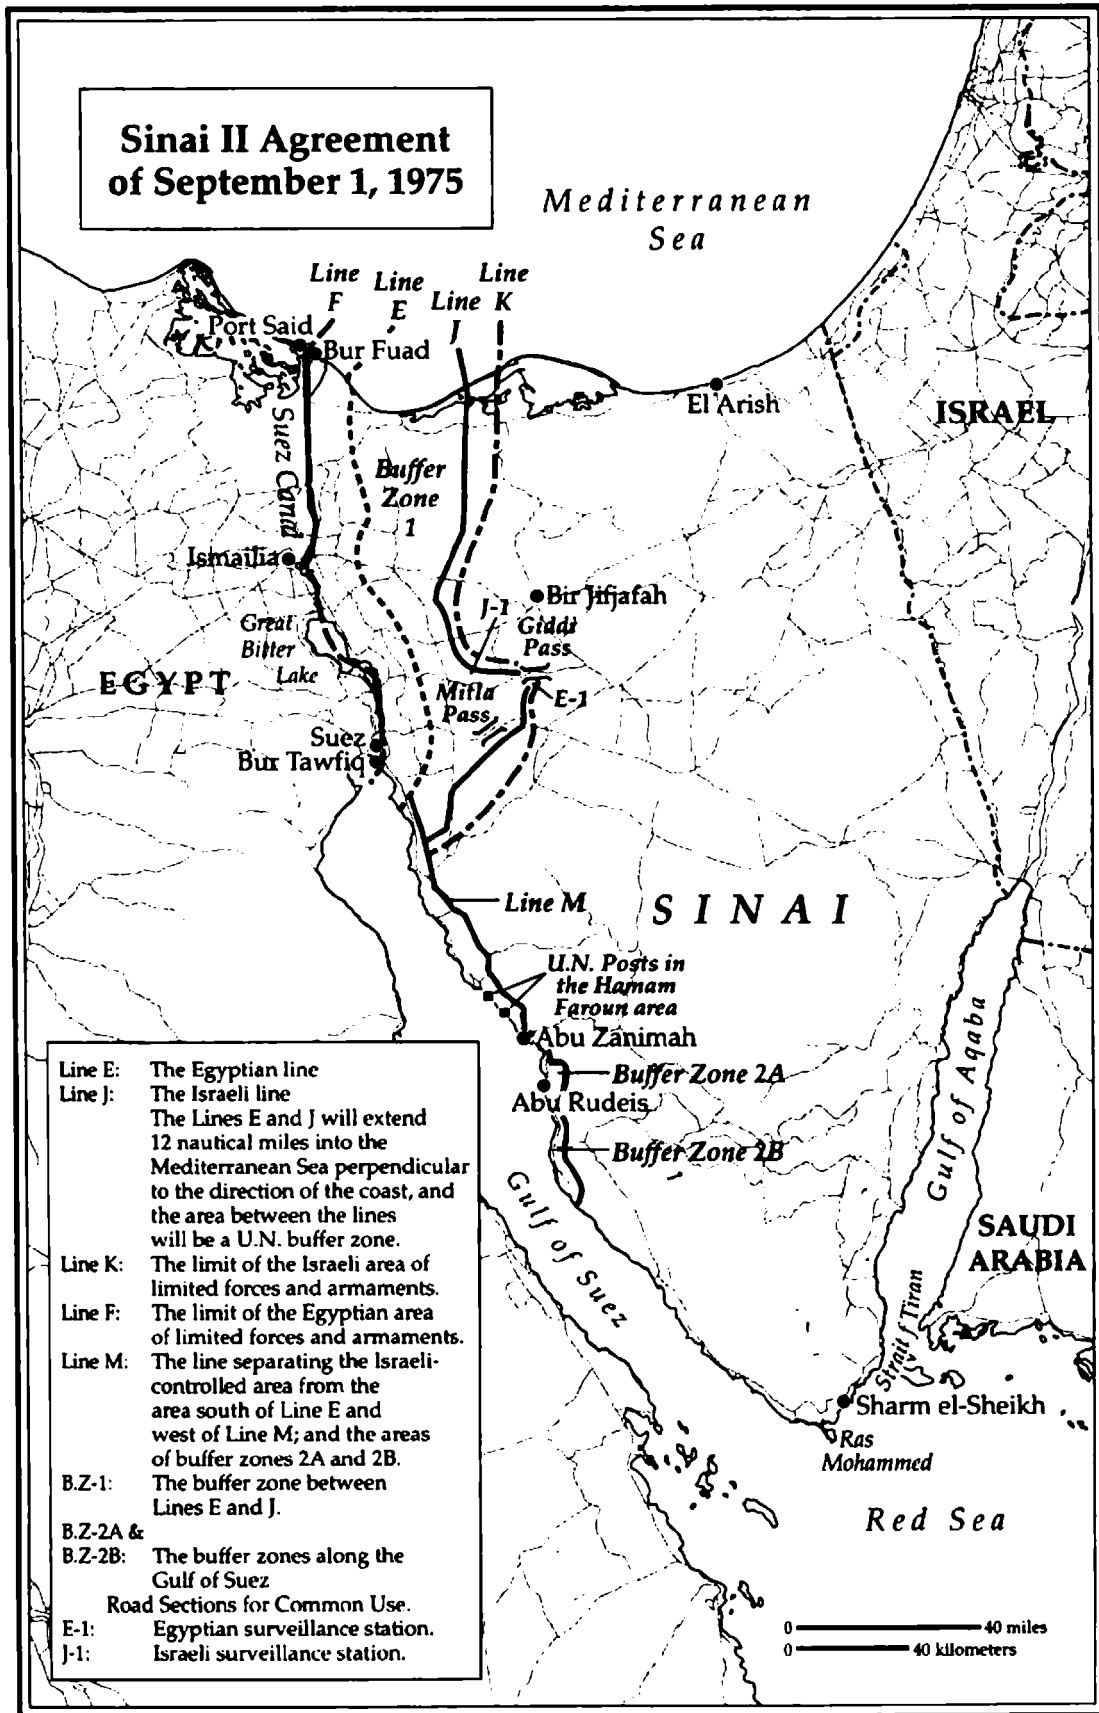 Sinai II Agreement
of September 1, 1975
Mediterranean
Sea
Line
F
Line
E
Line
J
Line
K
Port Said
Bur Fuad
El Arish
ISRAEL
Suez Canal
Buffer
Zone
1
Ismailia
Bir Jifjafah
J-1
Giddi
Pass
Great
Bitter
Lake
EGYPT
Mitla
Pass
E-1
Suez
Bur Tawfiq
Line M
SINAI
U.N. Posts in
the Hamam
Faroun area
Abu Zanimah
Buffer Zone 2A
Abu Rudeis
Buffer Zone 2B
Gulf of Aqaba
Gulf of Suez
SAUDI
ARABIA
Strait of Tiran
Sharm el-Sheikh
Ras
Mohammed
Red Sea
Line E: The Egyptian line
Line J: The Israeli line
The Lines E and J will extend
12 nautical miles into the
Mediterranean Sea perpendicular
to the direction of the coast, and
the area between the lines
will be a U.N. buffer zone.
Line K: The limit of the Israeli area of
limited forces and armaments.
Line F: The limit of the Egyptian area
of limited forces and armaments.
Line M: The line separating the Israeli-
controlled area from the
area south of Line E and
west of Line M; and the areas
of buffer zones 2A and 2B.
B.Z-1: The buffer zone between
Lines E and J.
B.Z-2A &
B.Z-2B: The buffer zones along the
Gulf of Suez
Road Sections for Common Use.
E-1: Egyptian surveillance station.
J-1: Israeli surveillance station.
0 40 miles
0 40 kilometers